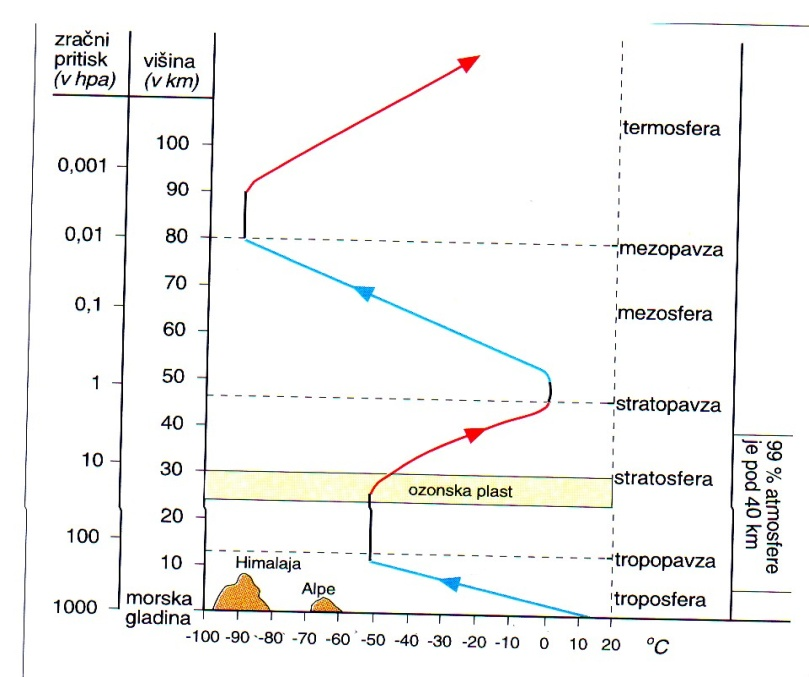 zračni
pritisk
(v hpa)
višina
(v km)
100
termosfera
0,001
90
0,01
80
mezopavza
70
0,1
mezosfera
60
1
50
stratopavza
40
10
30
stratosfera
ozonska plast
20
100
tropopavza
10
Himalaja
Alpe
troposfera
1000
morska
gladina
-100 -90 -80 -70 -60 -50 -40 -30 -20 -10 0 10 20 °C
99 % atmosfere
je pod 40 km